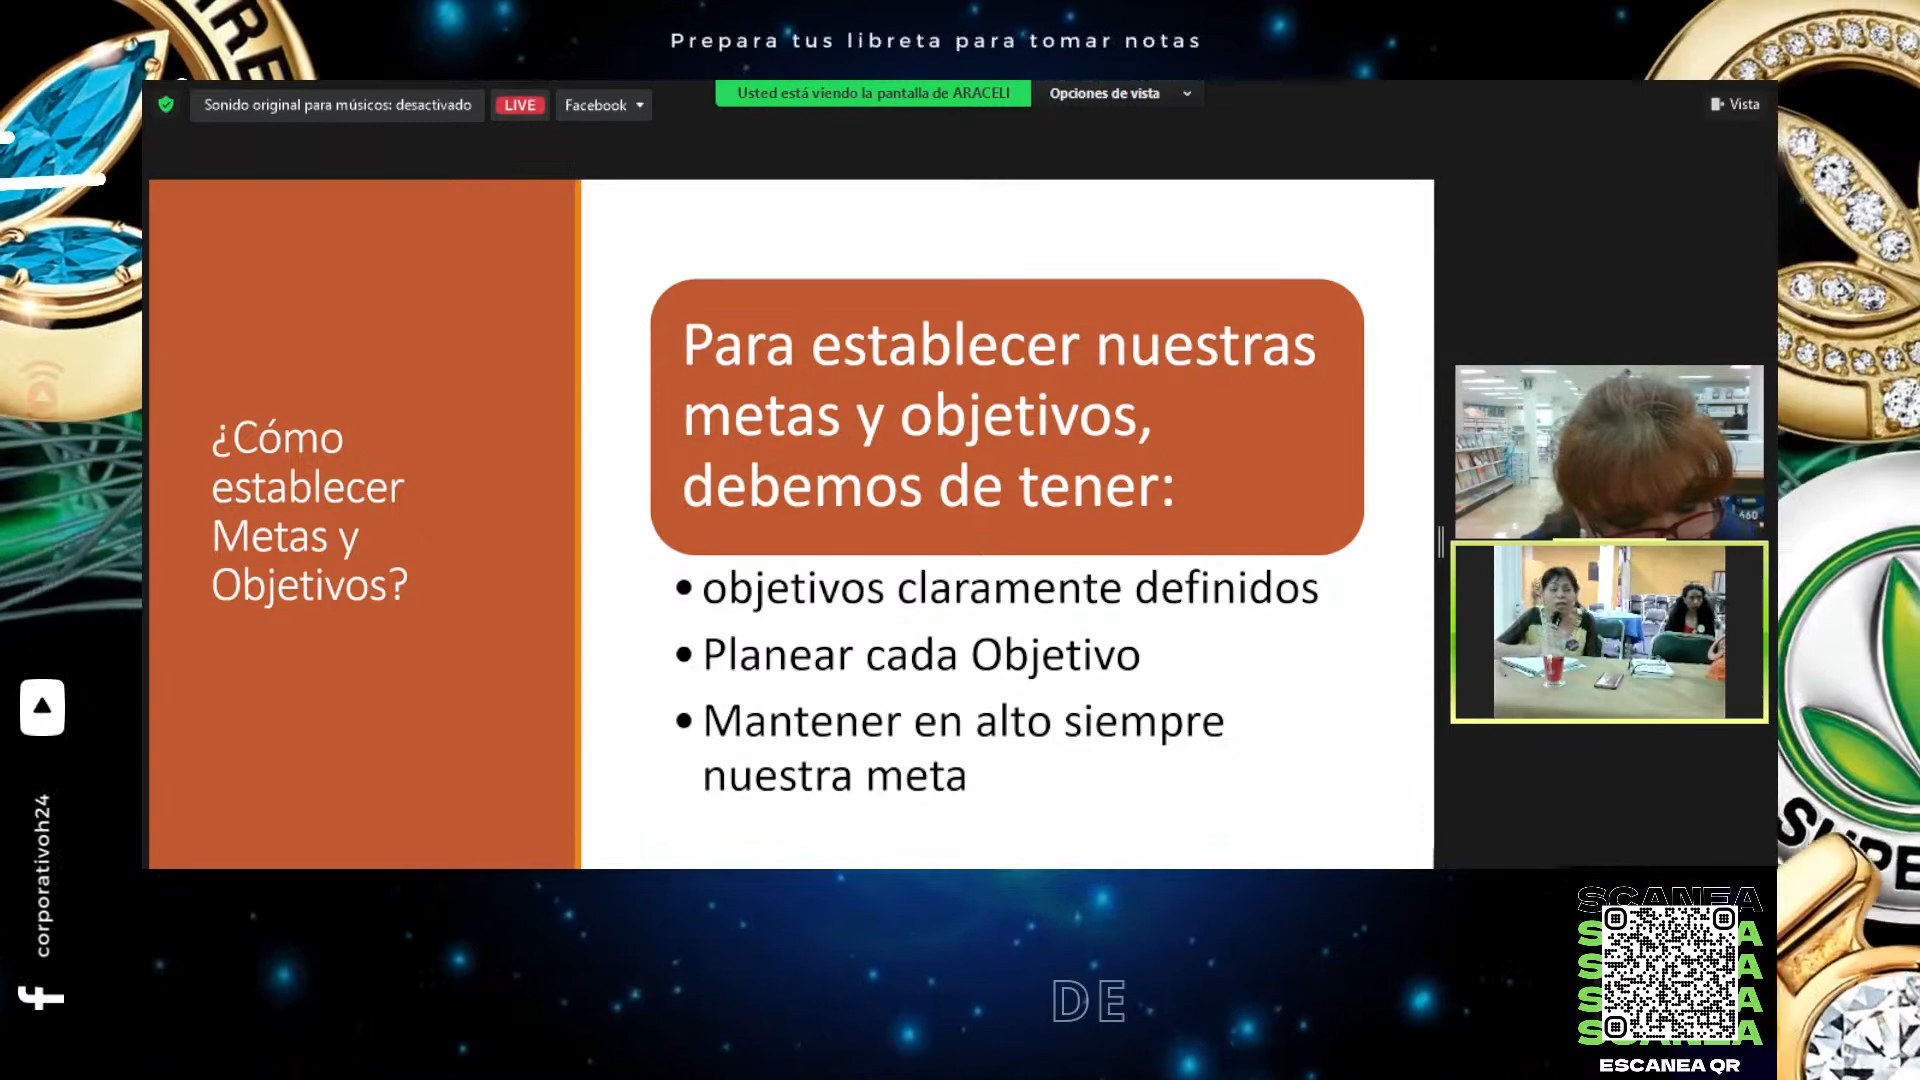 Prepara tus libreta para tomar notas
Sonido original para músicos: desactivado
LIVE
Facebook
Usted está viendo la pantalla de ARACELI
Opciones de vista
Vista
¿Cómo
establecer
Metas y
Objetivos?
Para establecer nuestras
metas y objetivos,
debemos de tener:
• objetivos claramente definidos
• Planear cada Objetivo
• Mantener en alto siempre
nuestra meta
460
corporativoh24
DE
SCANEA
ESCANEA QR